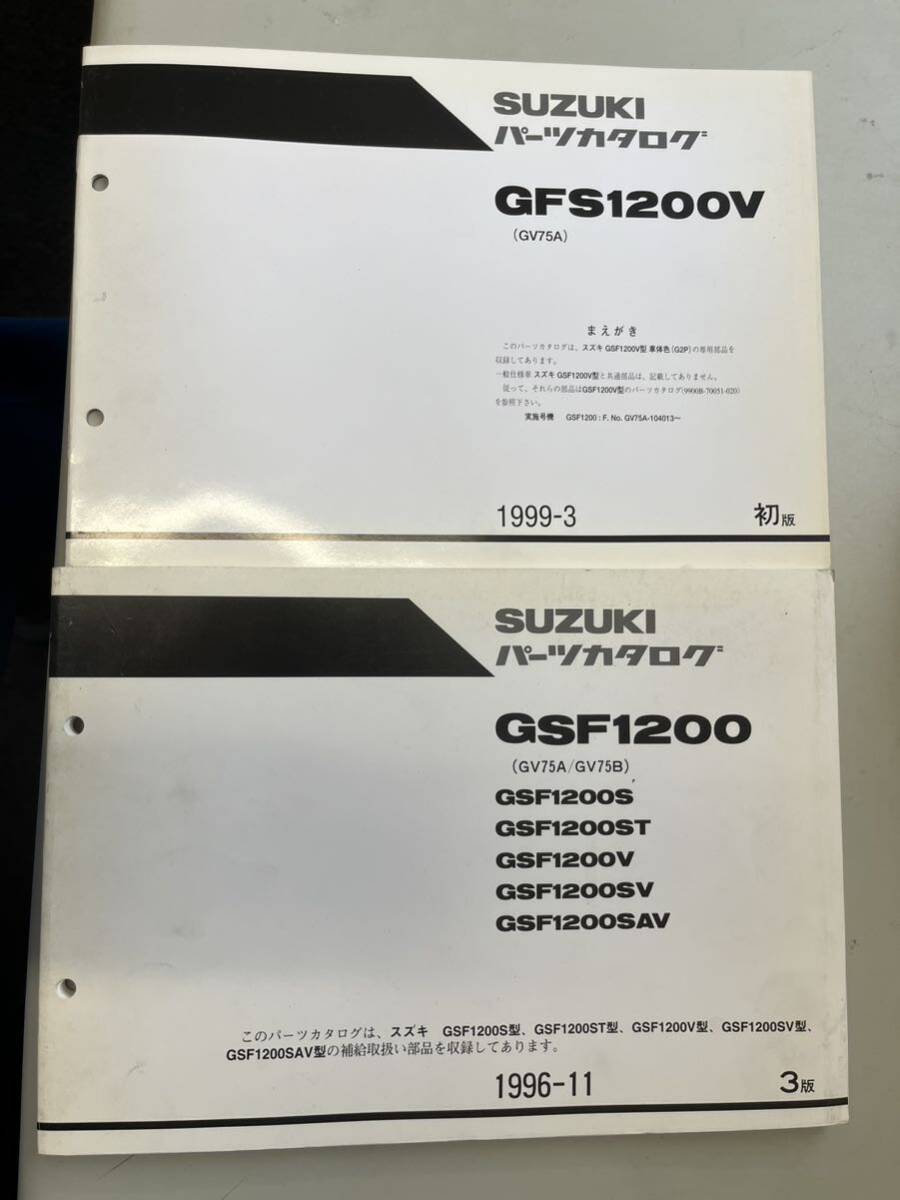 SUZUKI
パーツカタログ
GFS1200V
(GV75A)
まえがき
このパーツカタログは、スズキ GSF1200V型 車体色(G2P)の専用部品を
収録してあります。
一般仕様車 スズキ GSF1200V型と共通部品は、記載してありません。
従って、それらの部品はGSF1200V型のパーツカタログ(9900B-70051-020)
を参照下さい。
実施号機 GSF1200 : F. No. GV75A-104013〜
1999-3 初版
SUZUKI
パーツカタログ
GSF1200
(GV75A/GV75B)
GSF1200S
GSF1200ST
GSF1200V
GSF1200SV
GSF1200SAV
このパーツカタログは、スズキ GSF1200S型、GSF1200ST型、GSF1200V型、GSF1200SV型、
GSF1200SAV型の補給取扱い部品を収録してあります。
1996-11 3版